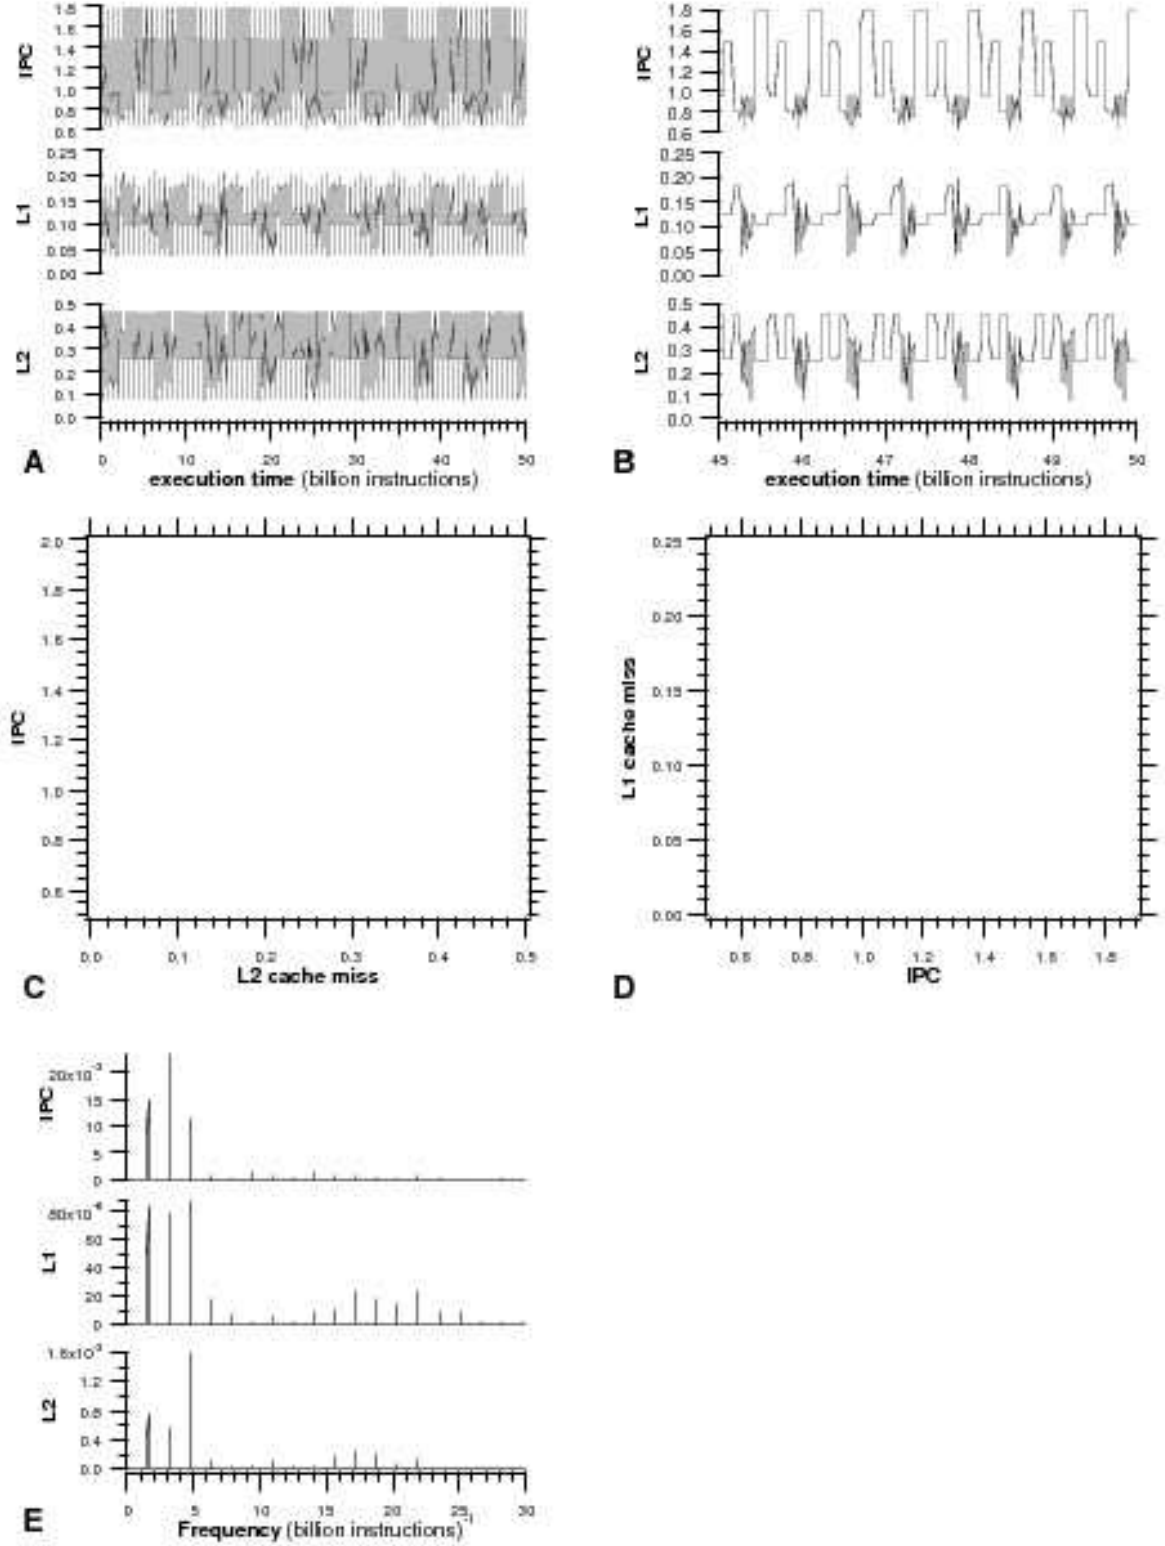 1.8
1.6
1.4
1.2
1.0
0.8
0.6
IPC
0.25
0.20
0.15
0.10
0.05
0.00
L1
0.5
0.4
0.3
0.2
0.1
0.0
L2
0 10 20 30 40 50
execution time (billion instructions)
A
1.8
1.6
1.4
1.2
1.0
0.8
0.6
IPC
0.25
0.20
0.15
0.10
0.05
0.00
L1
0.5
0.4
0.3
0.2
0.1
0.0
L2
45 46 47 48 49 50
execution time (billion instructions)
B
2.0
1.8
1.6
1.4
1.2
1.0
0.8
0.6
IPC
0.0 0.1 0.2 0.3 0.4 0.5
L2 cache miss
C
0.25
0.20
0.15
0.10
0.05
0.00
L1 cache miss
0.6 0.8 1.0 1.2 1.4 1.6 1.8
IPC
D
20x10⁻³
15
10
5
0
IPC
60
40
20
0
L1
1.6x10⁻³
1.2
0.8
0.4
0.0
L2
0 5 10 15 20 25 30
Frequency (billion instructions)⁻¹
E